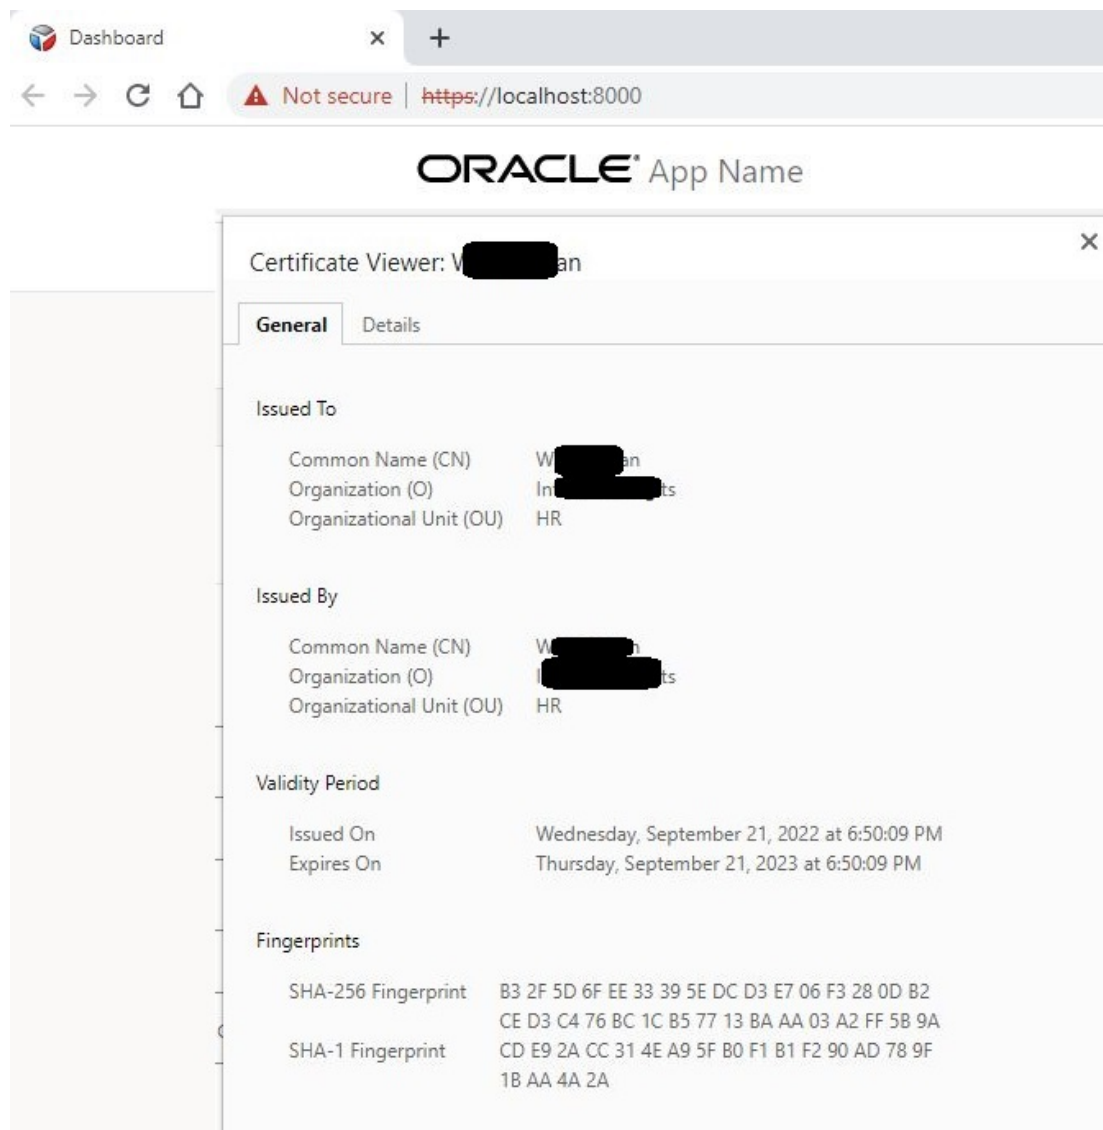 Dashboard
Not secure | https://localhost:8000
ORACLE App Name
Certificate Viewer:
General Details
Issued To
Common Name (CN)
Organization (O)
Organizational Unit (OU) HR
Issued By
Common Name (CN)
Organization (O)
Organizational Unit (OU) HR
Validity Period
Issued On Wednesday, September 21, 2022 at 6:50:09 PM
Expires On Thursday, September 21, 2023 at 6:50:09 PM
Fingerprints
SHA-256 Fingerprint B3 2F 5D 6F EE 33 39 5E DC D3 E7 06 F3 28 0D B2
CE D3 C4 76 BC 1C B5 77 13 BA AA 03 A2 FF 5B 9A
SHA-1 Fingerprint CD E9 2A CC 31 4E A9 5F B0 F1 B1 F2 90 AD 78 9F
1B AA 4A 2A